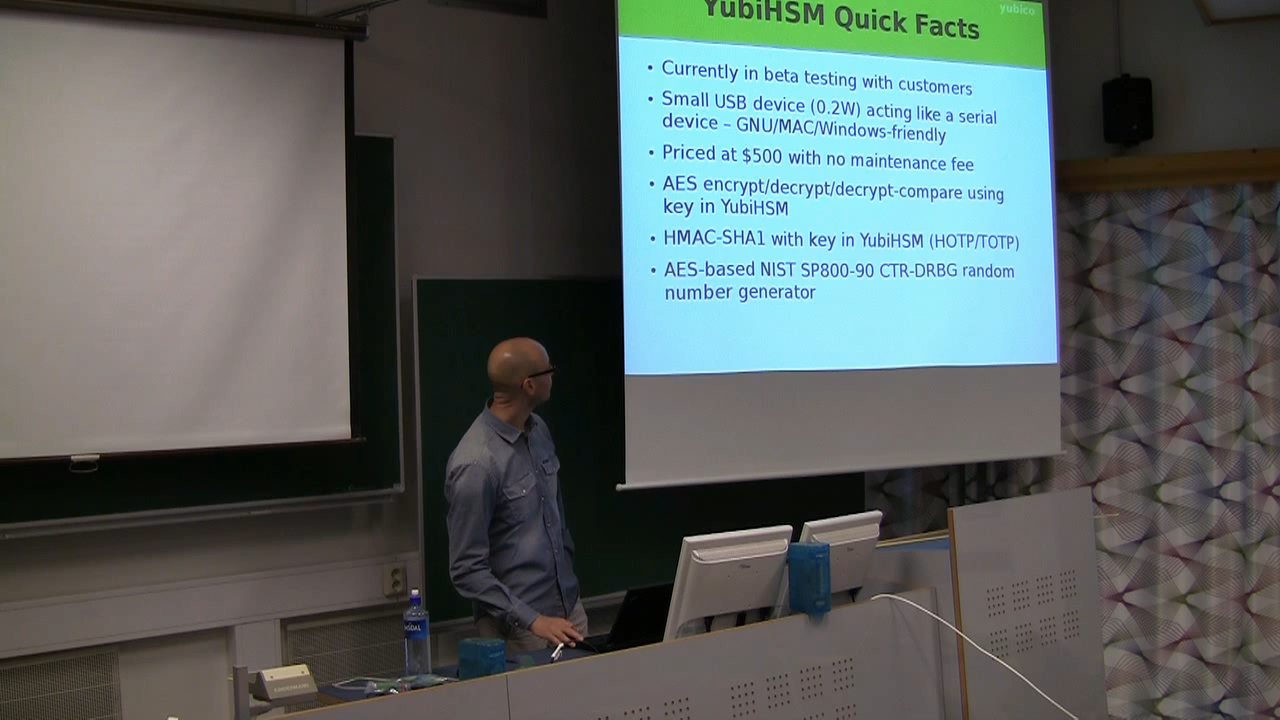 yubico
YubiHSM Quick Facts
• Currently in beta testing with customers
• Small USB device (0.2W) acting like a serial
device – GNU/MAC/Windows-friendly
• Priced at $500 with no maintenance fee
• AES encrypt/decrypt/decrypt-compare using
key in YubiHSM
• HMAC-SHA1 with key in YubiHSM (HOTP/TOTP)
• AES-based NIST SP800-90 CTR-DRBG random
number generator